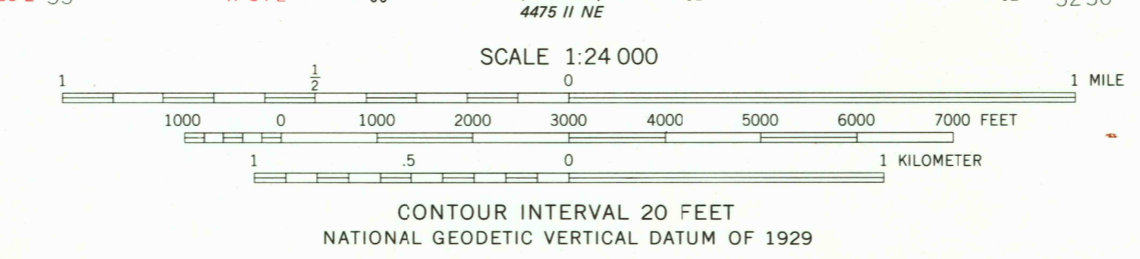 4475 II NE
SCALE 1:24 000
1 1/2 0 1 MILE
1000 0 1000 2000 3000 4000 5000 6000 7000 FEET
1 .5 0 1 KILOMETER
CONTOUR INTERVAL 20 FEET
NATIONAL GEODETIC VERTICAL DATUM OF 1929